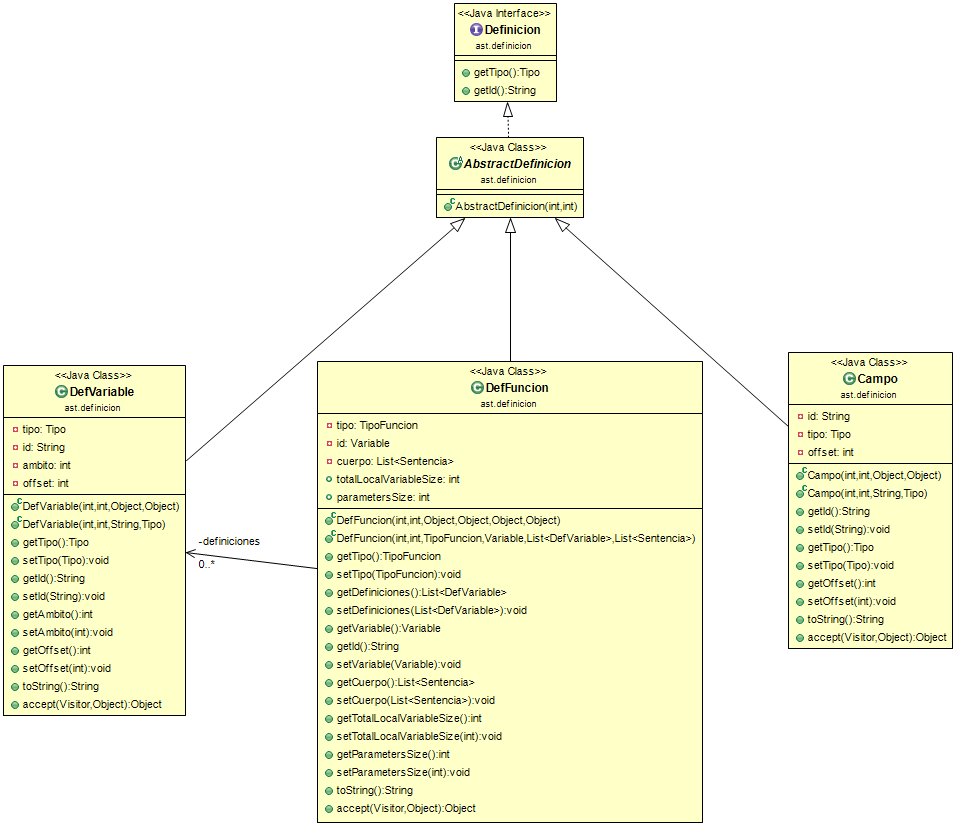 <<Java Interface>>
Definicion
ast.definicion
getTipo():Tipo
getId():String
<<Java Class>>
AbstractDefinicion
ast.definicion
AbstractDefinicion(int,int)
<<Java Class>>
DefVariable
ast.definicion
tipo: Tipo
id: String
ambito: int
offset: int
DefVariable(int,int,Object,Object)
DefVariable(int,int,String,Tipo)
getTipo():Tipo
setTipo(Tipo):void
getId():String
setId(String):void
getAmbito():int
setAmbito(int):void
getOffset():int
setOffset(int):void
toString():String
accept(Visitor,Object):Object
-definiciones
0..*
<<Java Class>>
DefFuncion
ast.definicion
tipo: TipoFuncion
id: Variable
cuerpo: List<Sentencia>
totalLocalVariableSize: int
parametersSize: int
DefFuncion(int,int,Object,Object,Object,Object)
DefFuncion(int,int,TipoFuncion,Variable,List<DefVariable>,List<Sentencia>)
getTipo():TipoFuncion
setTipo(TipoFuncion):void
getDefiniciones():List<DefVariable>
setDefiniciones(List<DefVariable>):void
getVariable():Variable
getId():String
setVariable(Variable):void
getCuerpo():List<Sentencia>
setCuerpo(List<Sentencia>):void
getTotalLocalVariableSize():int
setTotalLocalVariableSize(int):void
getParametersSize():int
setParametersSize(int):void
toString():String
accept(Visitor,Object):Object
<<Java Class>>
Campo
ast.definicion
id: String
tipo: Tipo
offset: int
Campo(int,int,Object,Object)
Campo(int,int,String,Tipo)
getId():String
setId(String):void
getTipo():Tipo
setTipo(Tipo):void
getOffset():int
setOffset(int):void
toString():String
accept(Visitor,Object):Object